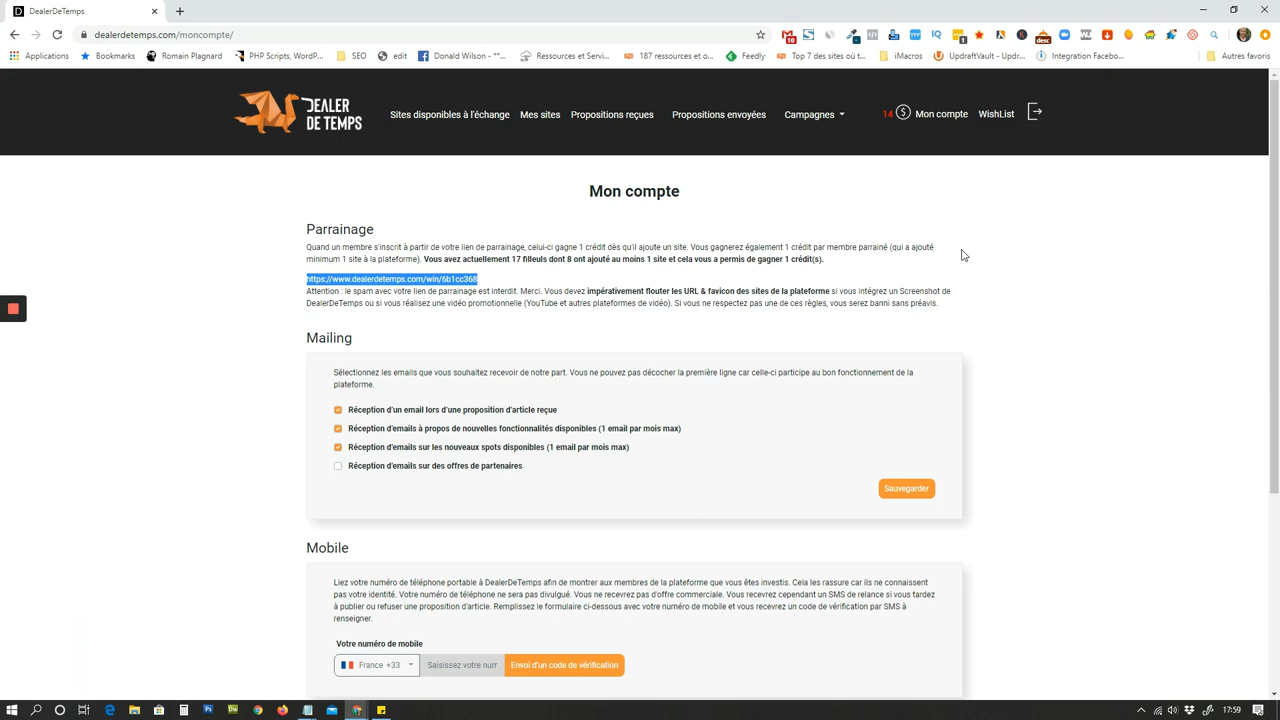 DealerDeTemps
dealerdetemps.com/moncompte/
10
1
desc
Applications
Bookmarks
Romain Plagnard
PHP Scripts, WordP...
SEO
edit
Donald Wilson - **...
Ressources et Servi...
187 ressources et o...
Feedly
Top 7 des sites où t...
iMacros
UpdraftVault - Updr...
Integration Facebo...
Autres favoris
DEALER
DE TEMPS
Sites disponibles à l'échange
Mes sites
Propositions reçues
Propositions envoyées
Campagnes
14
Mon compte
WishList
Mon compte
Parrainage
Quand un membre s'inscrit à partir de votre lien de parrainage, celui-ci gagne 1 crédit dès qu'il ajoute un site. Vous gagnerez également 1 crédit par membre parrainé (qui a ajouté
minimum 1 site à la plateforme). Vous avez actuellement 17 filleuls dont 8 ont ajouté au moins 1 site et cela vous a permis de gagner 1 crédit(s).
https://www.dealerdetemps.com/win/6b1cc368
Attention : le spam avec votre lien de parrainage est interdit. Merci. Vous devez impérativement flouter les URL & favicon des sites de la plateforme si vous intégrez un Screenshot de
DealerDeTemps ou si vous réalisez une vidéo promotionnelle (YouTube et autres plateformes de vidéo). Si vous ne respectez pas une de ces règles, vous serez banni sans préavis.
Mailing
Sélectionnez les emails que vous souhaitez recevoir de notre part. Vous ne pouvez pas décocher la première ligne car celle-ci participe au bon fonctionnement de la
plateforme.
Réception d'un email lors d'une proposition d'article reçue
Réception d'emails à propos de nouvelles fonctionnalités disponibles (1 email par mois max)
Réception d'emails sur les nouveaux spots disponibles (1 email par mois max)
Réception d'emails sur des offres de partenaires
Sauvegarder
Mobile
Liez votre numéro de téléphone portable à DealerDeTemps afin de montrer aux membres de la plateforme que vous êtes investis. Cela les rassure car ils ne connaissent
pas votre identité. Votre numéro de téléphone ne sera pas divulgué. Vous ne recevrez pas d'offre commerciale. Vous recevrez cependant un SMS de relance si vous tardez
à publier ou refuser une proposition d'article. Remplissez le formulaire ci-dessous avec votre numéro de mobile et vous recevrez un code de vérification par SMS à
renseigner.
Votre numéro de mobile
France +33
Saisissez votre num
Envoi d'un code de vérification
17:59